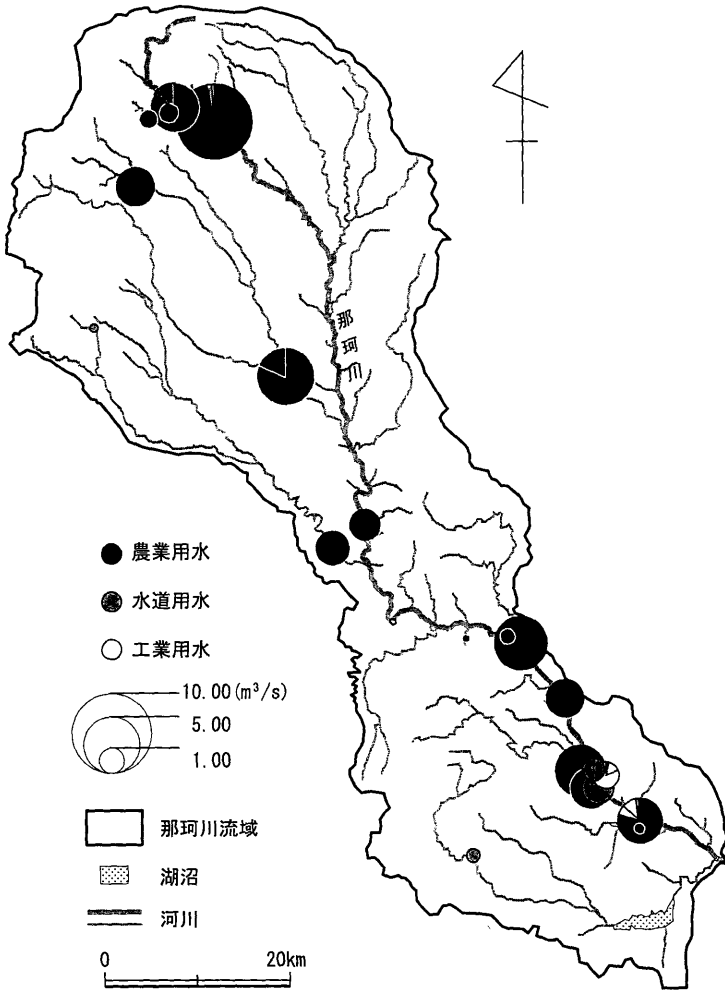 那珂川
農業用水
水道用水
工業用水
10.00(m³/s)
5.00
1.00
那珂川流域
湖沼
河川
0 20km